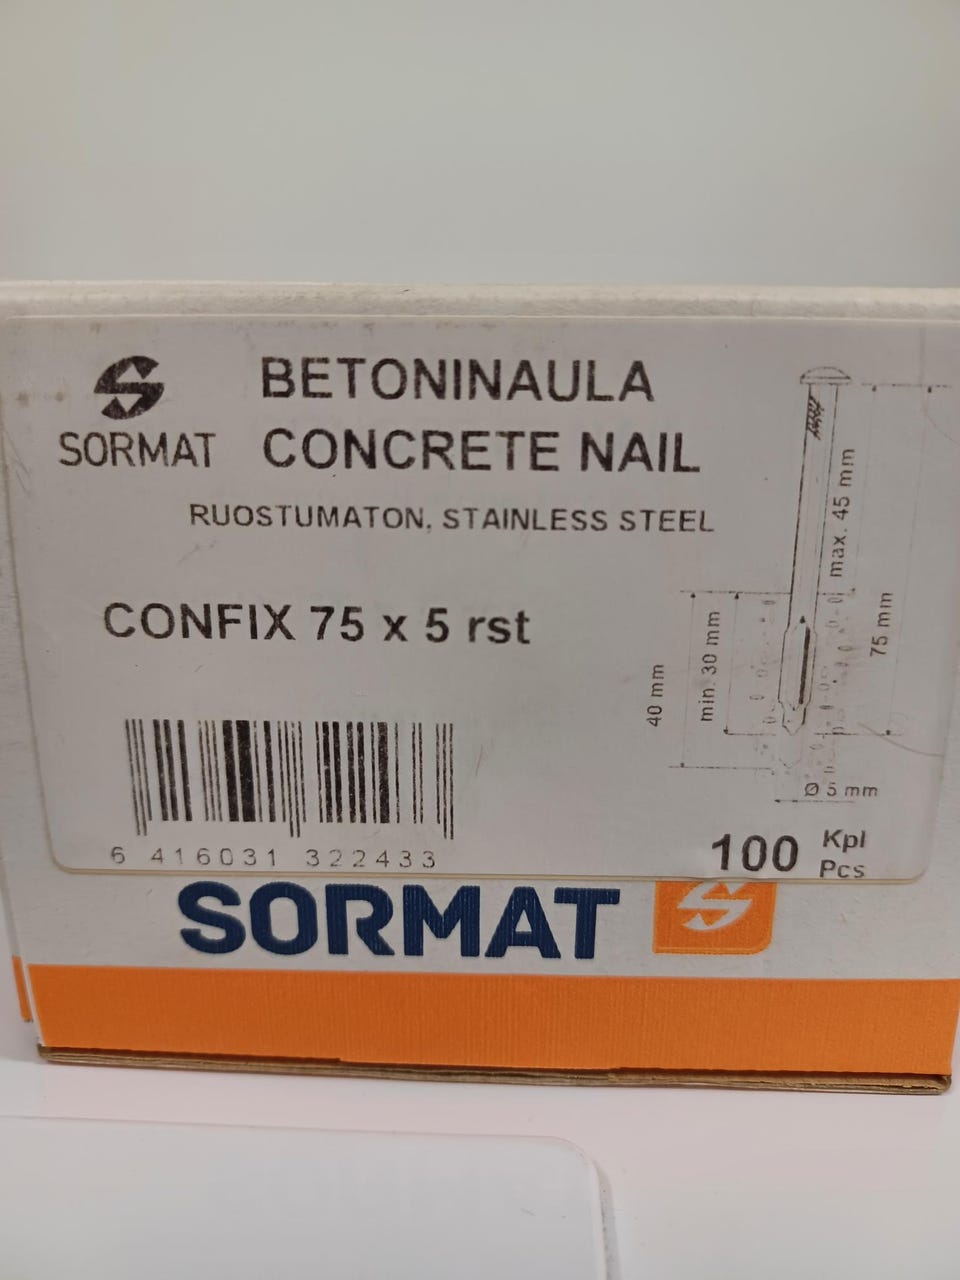 BETONINAULA
SORMAT
CONCRETE NAIL
RUOSTUMATON, STAINLESS STEEL
CONFIX 75 x 5 rst
max. 45 mm
75 mm
min. 30 mm
40 mm
Ø 5 mm
6 416031 322433
100 Kpl
Pcs
SORMAT